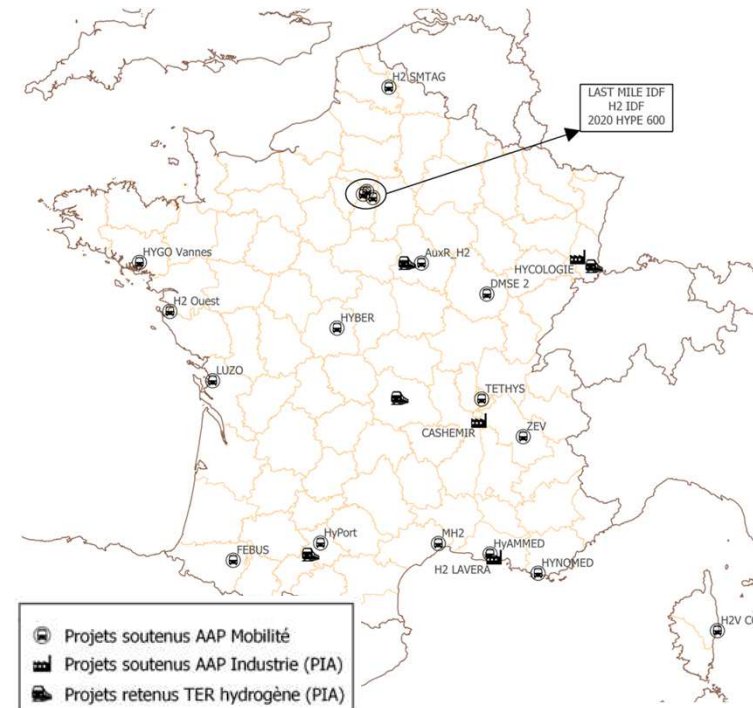 H2 SMTAG
LAST MILE IDF
H2 IDF
2020 HYPE 600
HYGO Vannes
AuxR_H2
HYCOLOGIE
DMSE 2
H2 Ouest
HYBER
LUZO
TETHYS
CASHEMIR
ZEV
HyPort
MH2
FEBUS
HyAMMED
H2 LAVERA
HYNOMED
H2V CO
Projets soutenus AAP Mobilité
Projets soutenus AAP Industrie (PIA)
Projets retenus TER hydrogène (PIA)